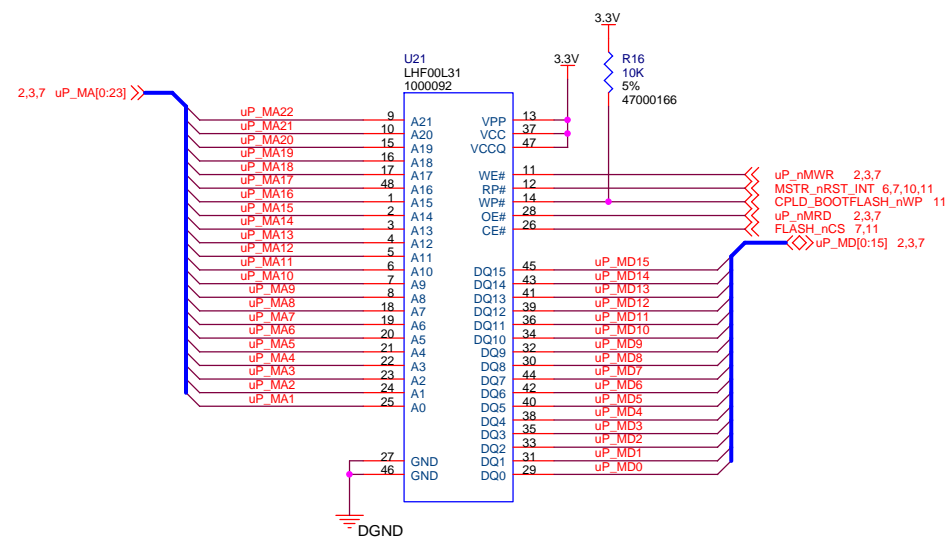 3.3V
U21
LHF00L31
1000092
3.3V
R16
10K
5%
47000166
2,3,7 uP_MA[0:23]
uP_MA22 9 A21
uP_MA21 10 A20
uP_MA20 15 A19
uP_MA19 16 A18
uP_MA18 17 A17
uP_MA17 48 A16
uP_MA16 1 A15
uP_MA15 2 A14
uP_MA14 3 A13
uP_MA13 4 A12
uP_MA12 5 A11
uP_MA11 6 A10
uP_MA10 7 A9
uP_MA9 8 A8
uP_MA8 18 A7
uP_MA7 19 A6
uP_MA6 20 A5
uP_MA5 21 A4
uP_MA4 22 A3
uP_MA3 23 A2
uP_MA2 24 A1
uP_MA1 25 A0
27 GND
46 GND
DGND
VPP 13
VCC 37
VCCQ 47
WE# 11 uP_nMWR 2,3,7
RP# 12 MSTR_nRST_INT 6,7,10,11
WP# 14 CPLD_BOOTFLASH_nWP 11
OE# 28 uP_nMRD 2,3,7
CE# 26 FLASH_nCS 7,11
uP_MD[0:15] 2,3,7
DQ15 45 uP_MD15
DQ14 43 uP_MD14
DQ13 41 uP_MD13
DQ12 39 uP_MD12
DQ11 36 uP_MD11
DQ10 34 uP_MD10
DQ9 32 uP_MD9
DQ8 30 uP_MD8
DQ7 44 uP_MD7
DQ6 42 uP_MD6
DQ5 40 uP_MD5
DQ4 38 uP_MD4
DQ3 35 uP_MD3
DQ2 33 uP_MD2
DQ1 31 uP_MD1
DQ0 29 uP_MD0